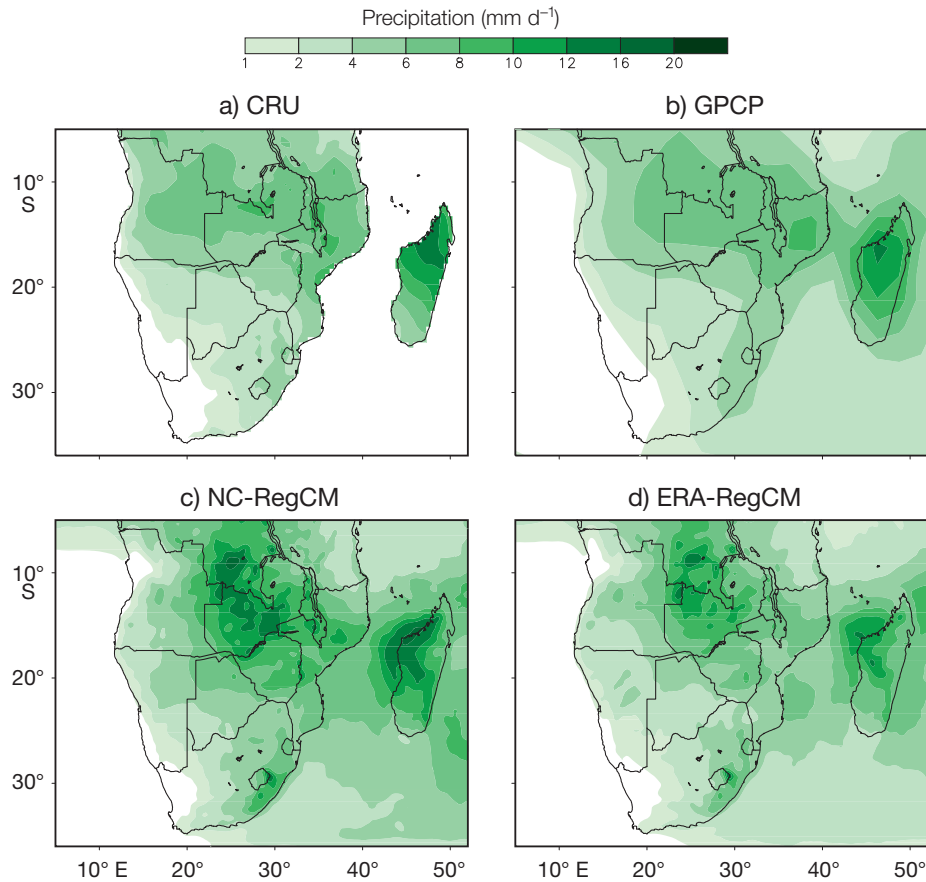 Precipitation (mm d⁻¹)
1 2 4 6 8 10 12 16 20
a) CRU b) GPCP
10°
S
20°
30°
c) NC-RegCM d) ERA-RegCM
10°
S
20°
30°
10° E 20° 30° 40° 50° 10° E 20° 30° 40° 50°